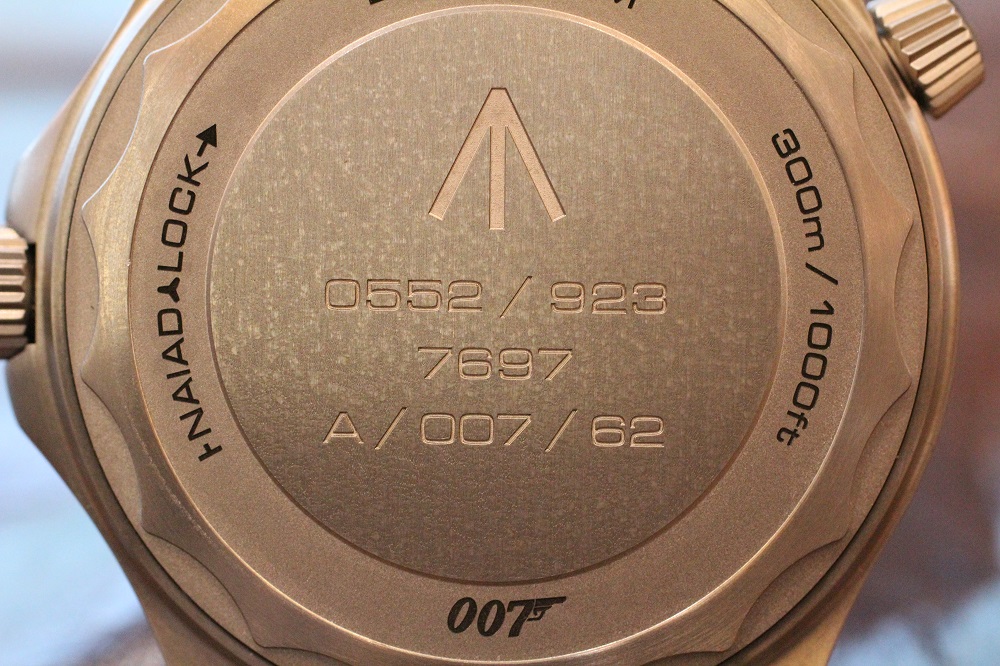 NAIAD LOCK
300m / 1000ft
0552 / 923
7697
A / 007 / 62
007